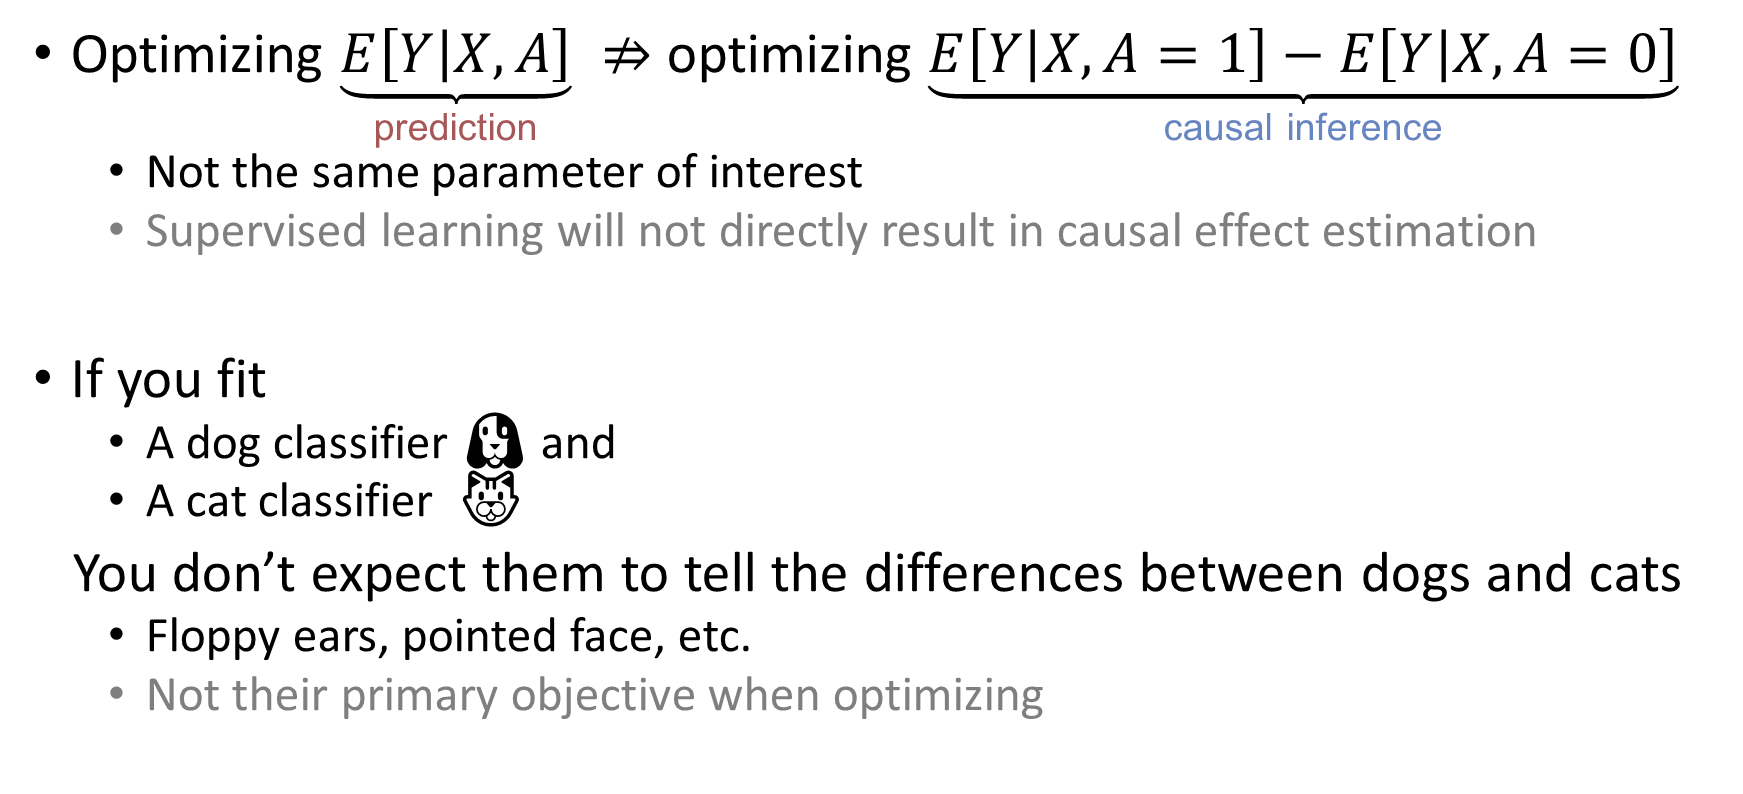 • Optimizing E[Y|X, A] ⇏ optimizing E[Y|X, A = 1] − E[Y|X, A = 0]
prediction causal inference
• Not the same parameter of interest
• Supervised learning will not directly result in causal effect estimation
• If you fit
• A dog classifier and
• A cat classifier
You don’t expect them to tell the differences between dogs and cats
• Floppy ears, pointed face, etc.
• Not their primary objective when optimizing